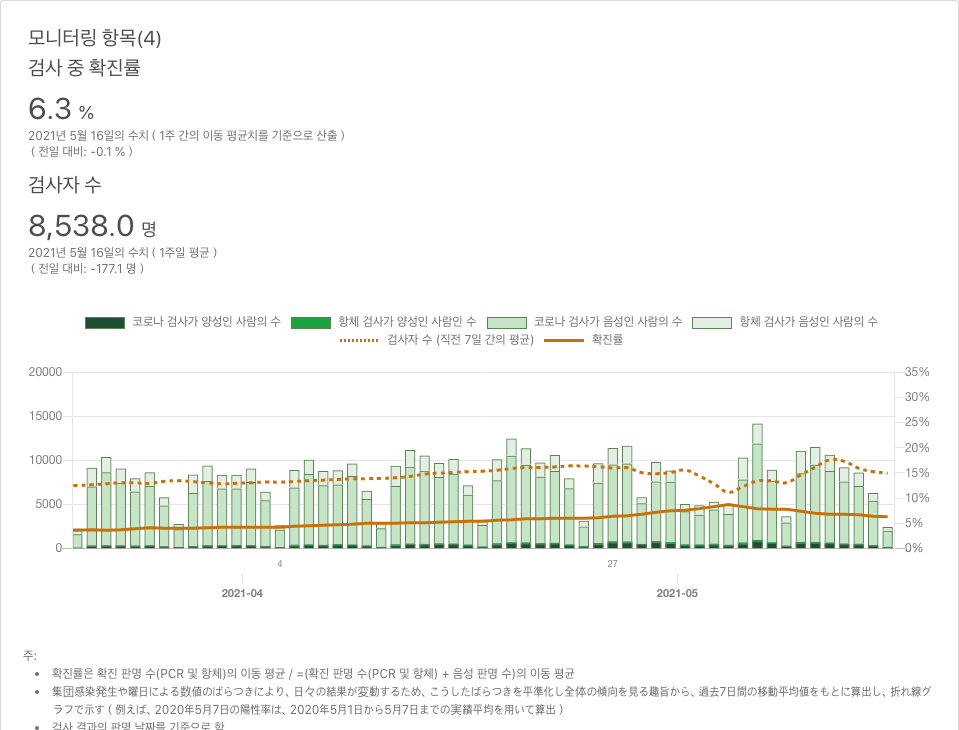 모니터링 항목(4)
검사 중 확진률
6.3 %
2021년 5월 16일의 수치 ( 1주 간의 이동 평균치를 기준으로 산출 )
( 전일 대비: -0.1 % )
검사자 수
8,538.0 명
2021년 5월 16일의 수치 ( 1주일 평균 )
( 전일 대비: -177.1 명 )
코로나 검사가 양성인 사람의 수 항체 검사가 양성인 사람인 수 코로나 검사가 음성인 사람의 수 항체 검사가 음성인 사람의 수
검사자 수 (직전 7일 간의 평균) 확진률
20000 35%
30%
15000 25%
20%
10000 15%
10%
5000 5%
0 0%
4 27
2021-04 2021-05
주:
확진률은 확진 판명 수(PCR 및 항체)의 이동 평균 / =(확진 판명 수(PCR 및 항체) + 음성 판명 수)의 이동 평균
集団感染発生や曜日による数値のばらつきにより、日々の結果が変動するため、こうしたばらつきを平準化し全体の傾向を見る趣旨から、過去7日間の移動平均値をもとに算出し、折れ線グ
ラフで示す ( 例えば、2020年5月7日の陽性率は、2020年5月1日から5月7日までの実績平均を用いて算出 )
검사 결과의 판명 날짜를 기준으로 함